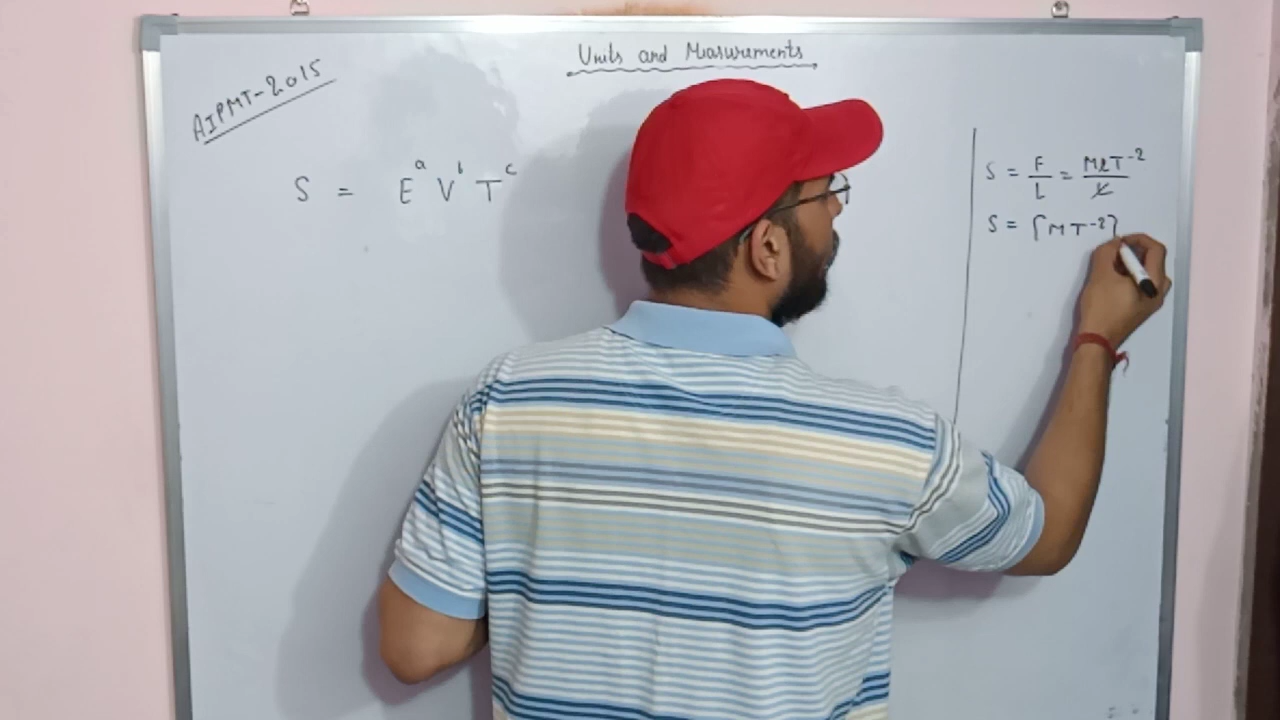 Units and Measurements
AIPMT-2015
S = E^a V^b T^c
S = F/L = MLT^-2/L
S = [MT^-2]